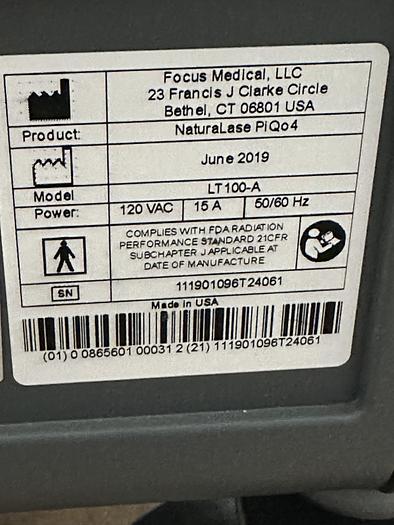 Focus Medical, LLC
23 Francis J Clarke Circle
Bethel, CT 06801 USA
Product: NaturaLase PiQo4
June 2019
Model LT100-A
Power: 120 VAC 15 A 50/60 Hz
COMPLIES WITH FDA RADIATION
PERFORMANCE STANDARD 21CFR
SUBCHAPTER J APPLICABLE AT
DATE OF MANUFACTURE
SN 111901096T24061
Made in USA
(01) 0 0865601 00031 2 (21) 111901096T24061